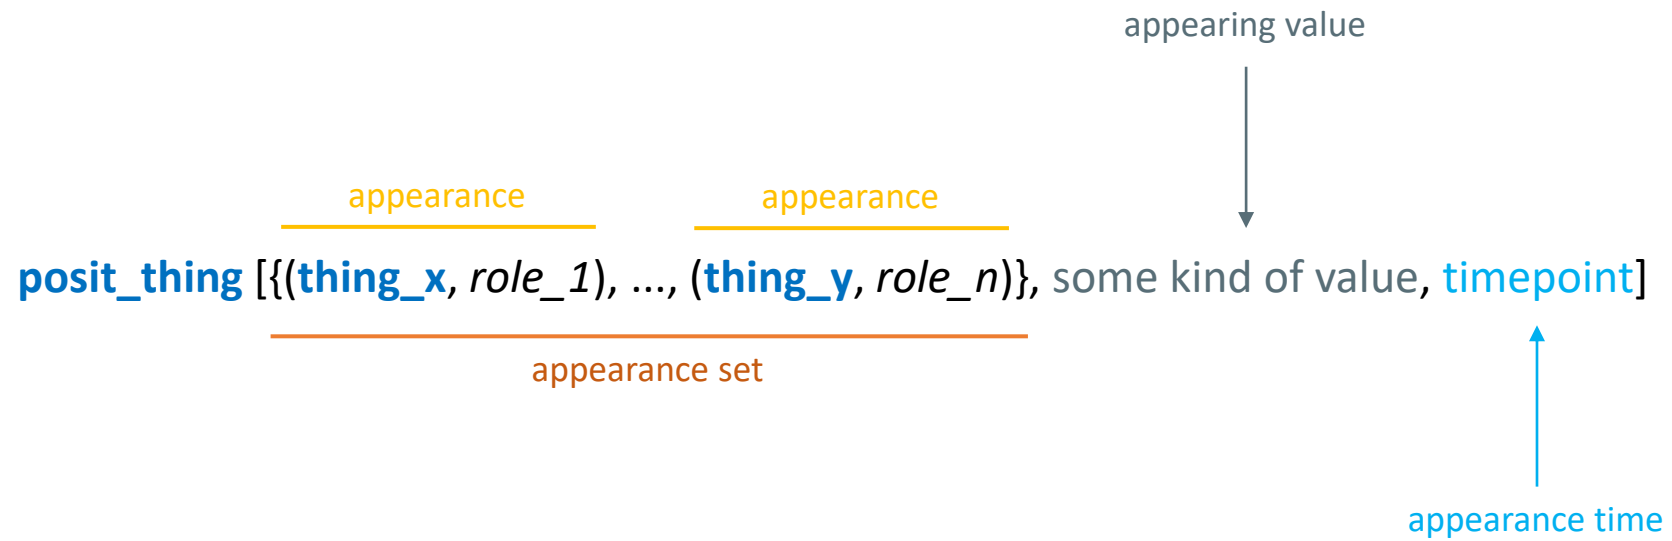 appearing value
appearance appearance
posit_thing [{(thing_x, role_1), ..., (thing_y, role_n)}, some kind of value, timepoint]
appearance set
appearance time